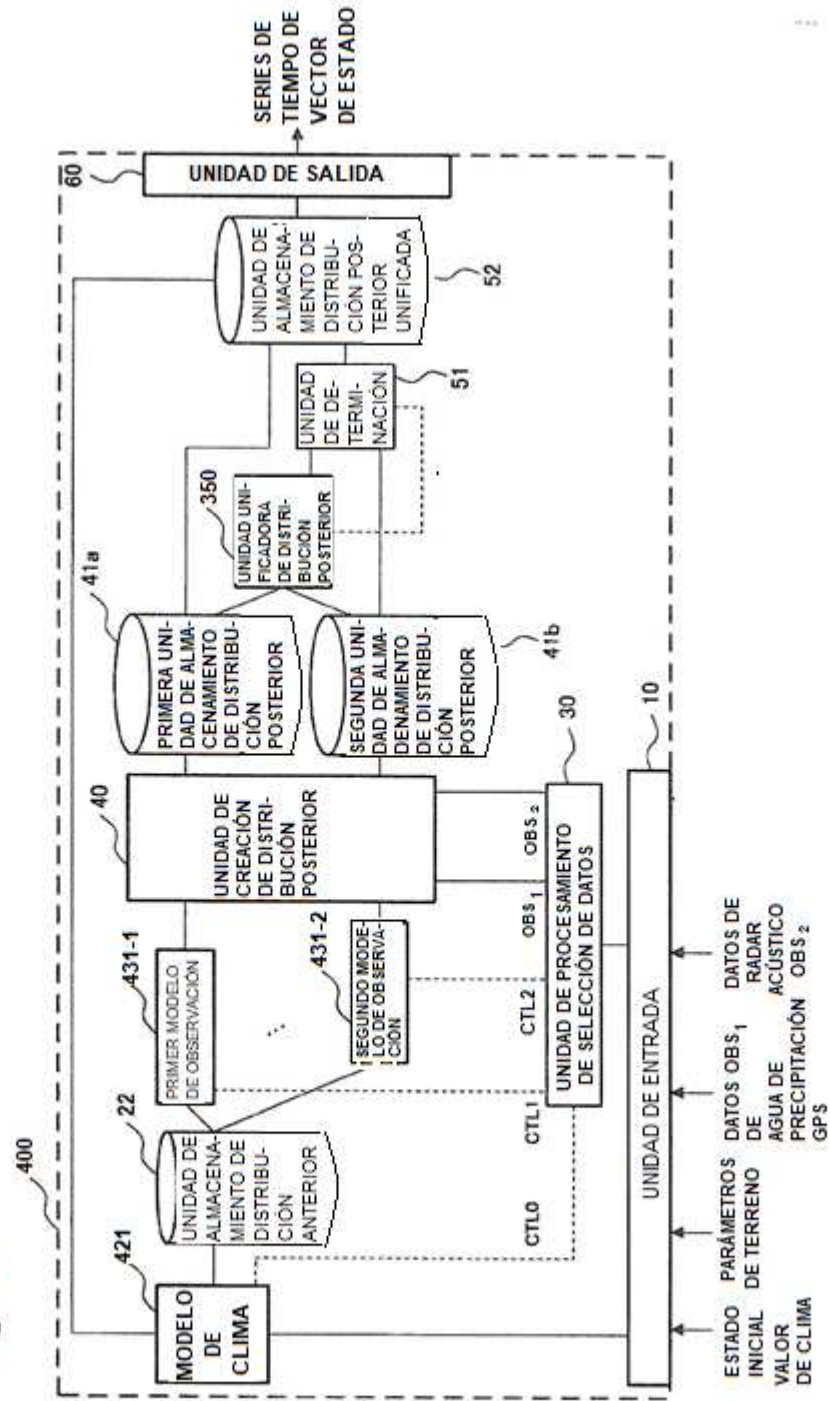 400
421
MODELO
DE
CLIMA
22
UNIDAD DE
ALMACENA-
MIENTO DE
DISTRIBU-
CIÓN
ANTERIOR
431-1
PRIMER MODELO
DE OBSERVACIÓN
431-2
SEGUNDO MODE-
LO DE OBSERVA-
CIÓN
40
UNIDAD DE
CREACIÓN
DE DISTRI-
BUCIÓN
POSTERIOR
41a
PRIMERA UNI-
DAD DE ALMA-
CENAMIENTO
DE DISTRIBU-
CIÓN
POSTERIOR
SEGUNDA UNI-
DAD DE ALMA-
DENAMIENTO
DE DISTRIBU-
CIÓN
POSTERIOR
41b
350
UNIDAD UNI-
FICADORA
DE DISTRI-
BUCIÓN
POSTERIOR
UNIDAD
DE DE-
TERMI-
NACIÓN
51
UNIDAD DE
ALMACENA-
MIENTO DE
DISTRIBU-
CIÓN POS-
TERIOR
UNIFICADA
52
60
UNIDAD DE SALIDA
SERIES DE
TIEMPO DE
VECTOR
DE ESTADO
CTL0
CTL1
CTL2
OBS₁
OBS₂
30
UNIDAD DE PROCESAMIENTO
DE SELECCIÓN DE DATOS
10
UNIDAD DE ENTRADA
ESTADO
INICIAL
VALOR
DE CLIMA
PARÁMETROS
DE TERRENO
DATOS OBS₁
DE
AGUA DE
PRECIPITACIÓN
GPS
DATOS DE
RADAR
ACÚSTICO
OBS₂